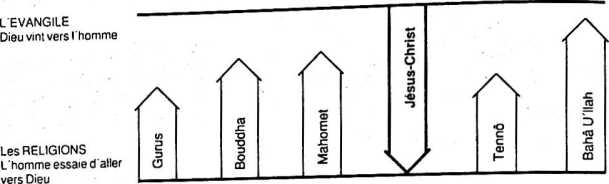 L'EVANGILE
Dieu vint vers l'homme
Gurus
Bouddha
Mahomet
Jésus-Christ
Tennô
Bahâ U'llah
Les RELIGIONS
L'homme essaie d'aller
vers Dieu